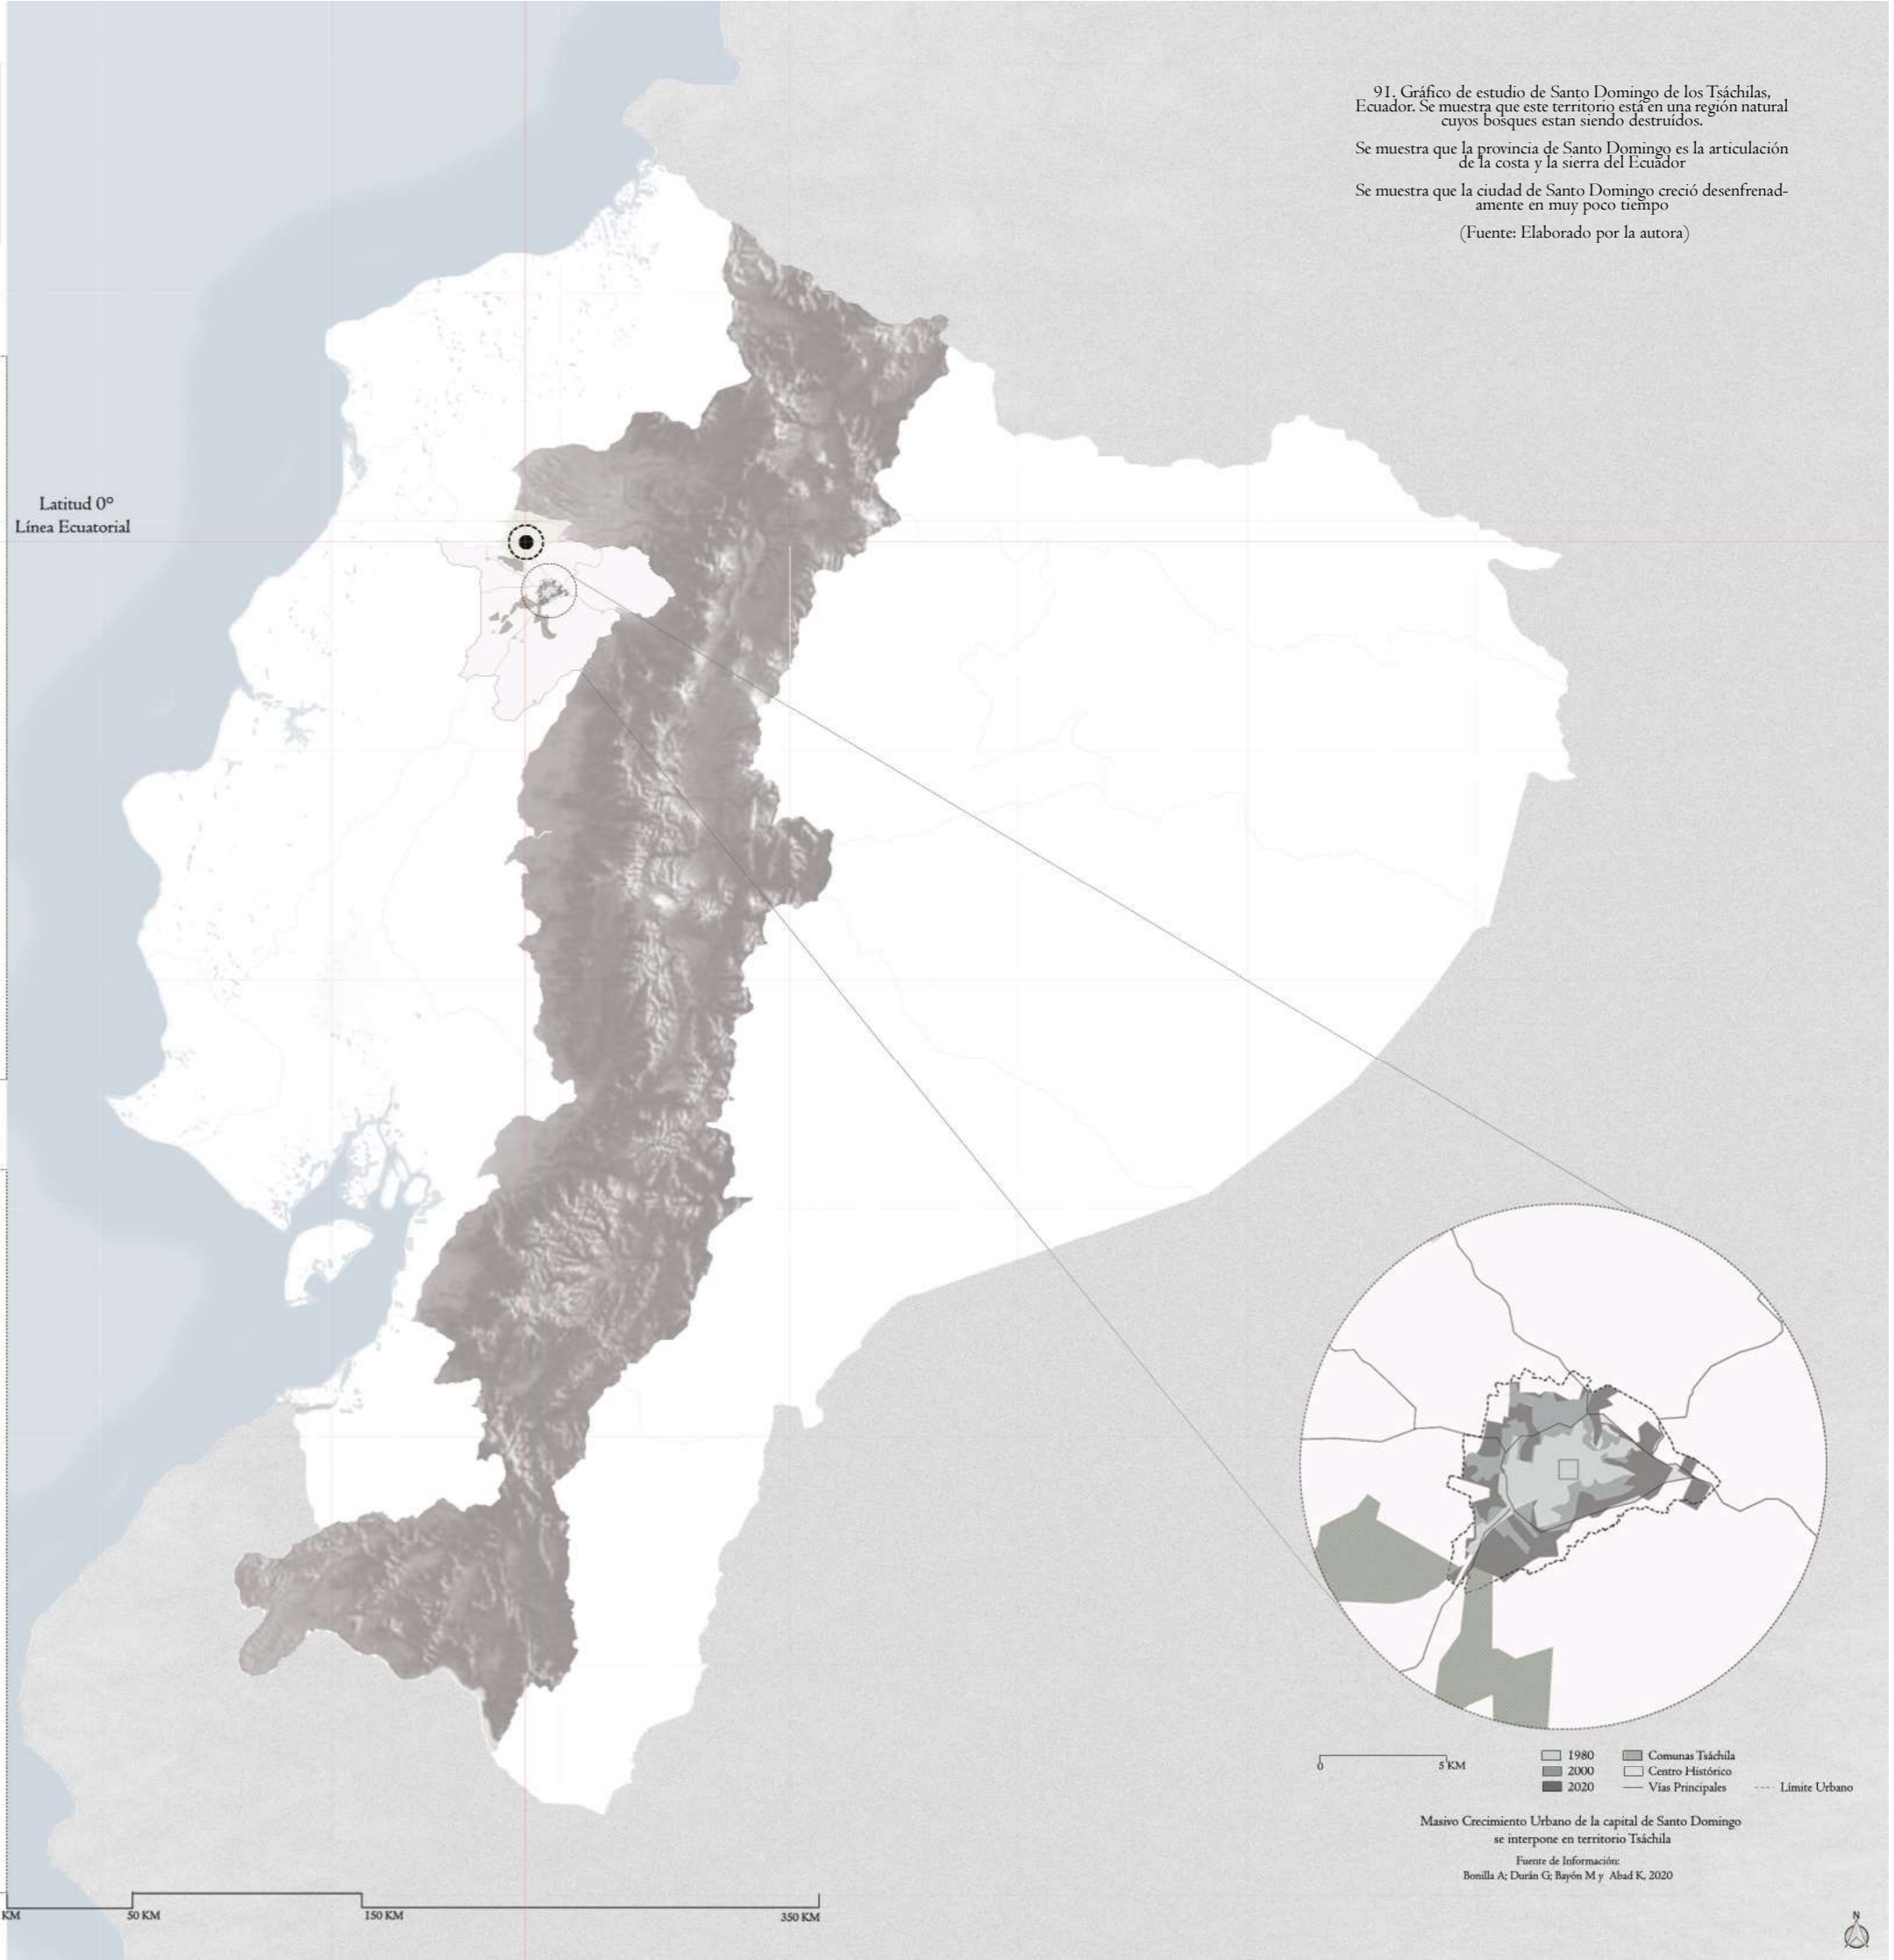 91. Gráfico de estudio de Santo Domingo de los Tsáchilas,
Ecuador. Se muestra que este territorio está en una región natural
cuyos bosques estan siendo destruídos.
Se muestra que la provincia de Santo Domingo es la articulación
de la costa y la sierra del Ecuador
Se muestra que la ciudad de Santo Domingo creció desenfrenad-
amente en muy poco tiempo
(Fuente: Elaborado por la autora)
Latitud 0°
Línea Ecuatorial
0
5 KM
1980
2000
2020
Comunas Tsáchila
Centro Histórico
Vías Principales
Límite Urbano
Masivo Crecimiento Urbano de la capital de Santo Domingo
se interpone en territorio Tsáchila
Fuente de Información:
Bonilla A; Durán G; Bayón M y Abad K, 2020
KM
50 KM
150 KM
350 KM
N